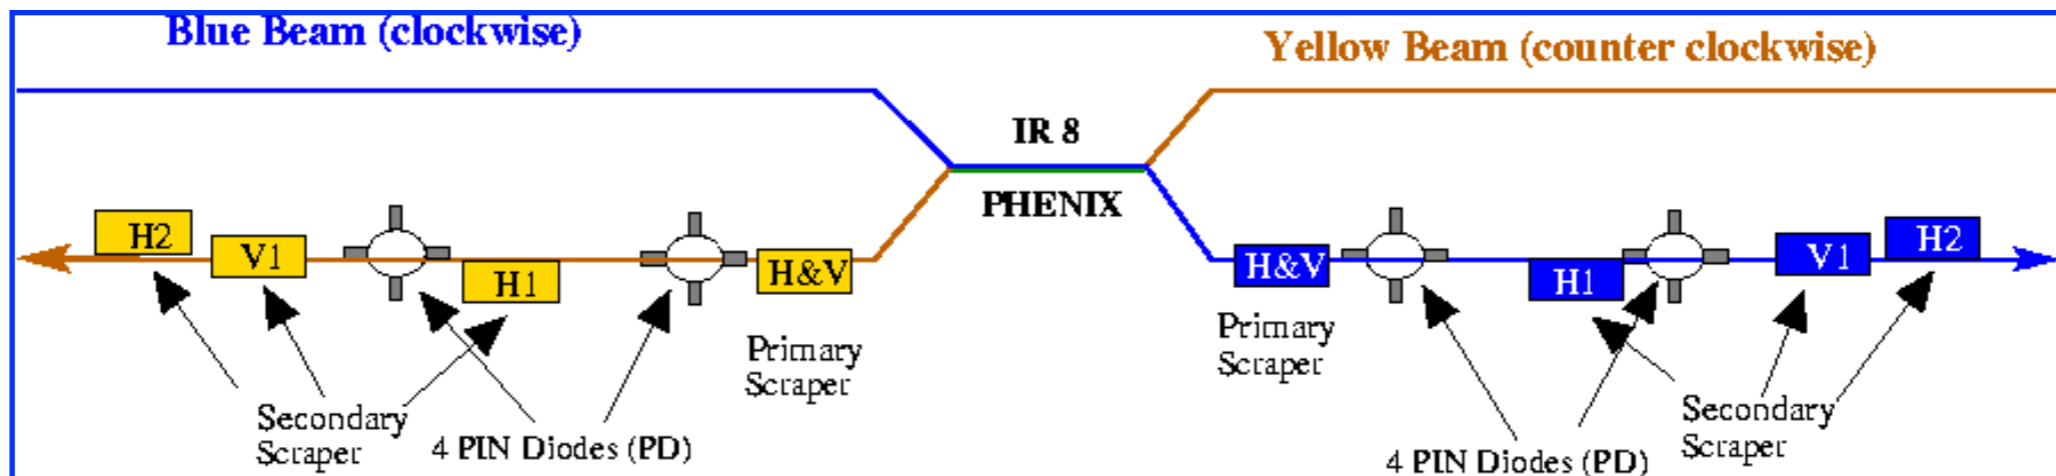 Blue Beam (clockwise)
Yellow Beam (counter clockwise)
IR 8
PHENIX
H2
V1
H1
H&V
H&V
H1
V1
H2
Primary
Scraper
Primary
Scraper
Secondary
Scraper
4 PIN Diodes (PD)
4 PIN Diodes (PD)
Secondary
Scraper